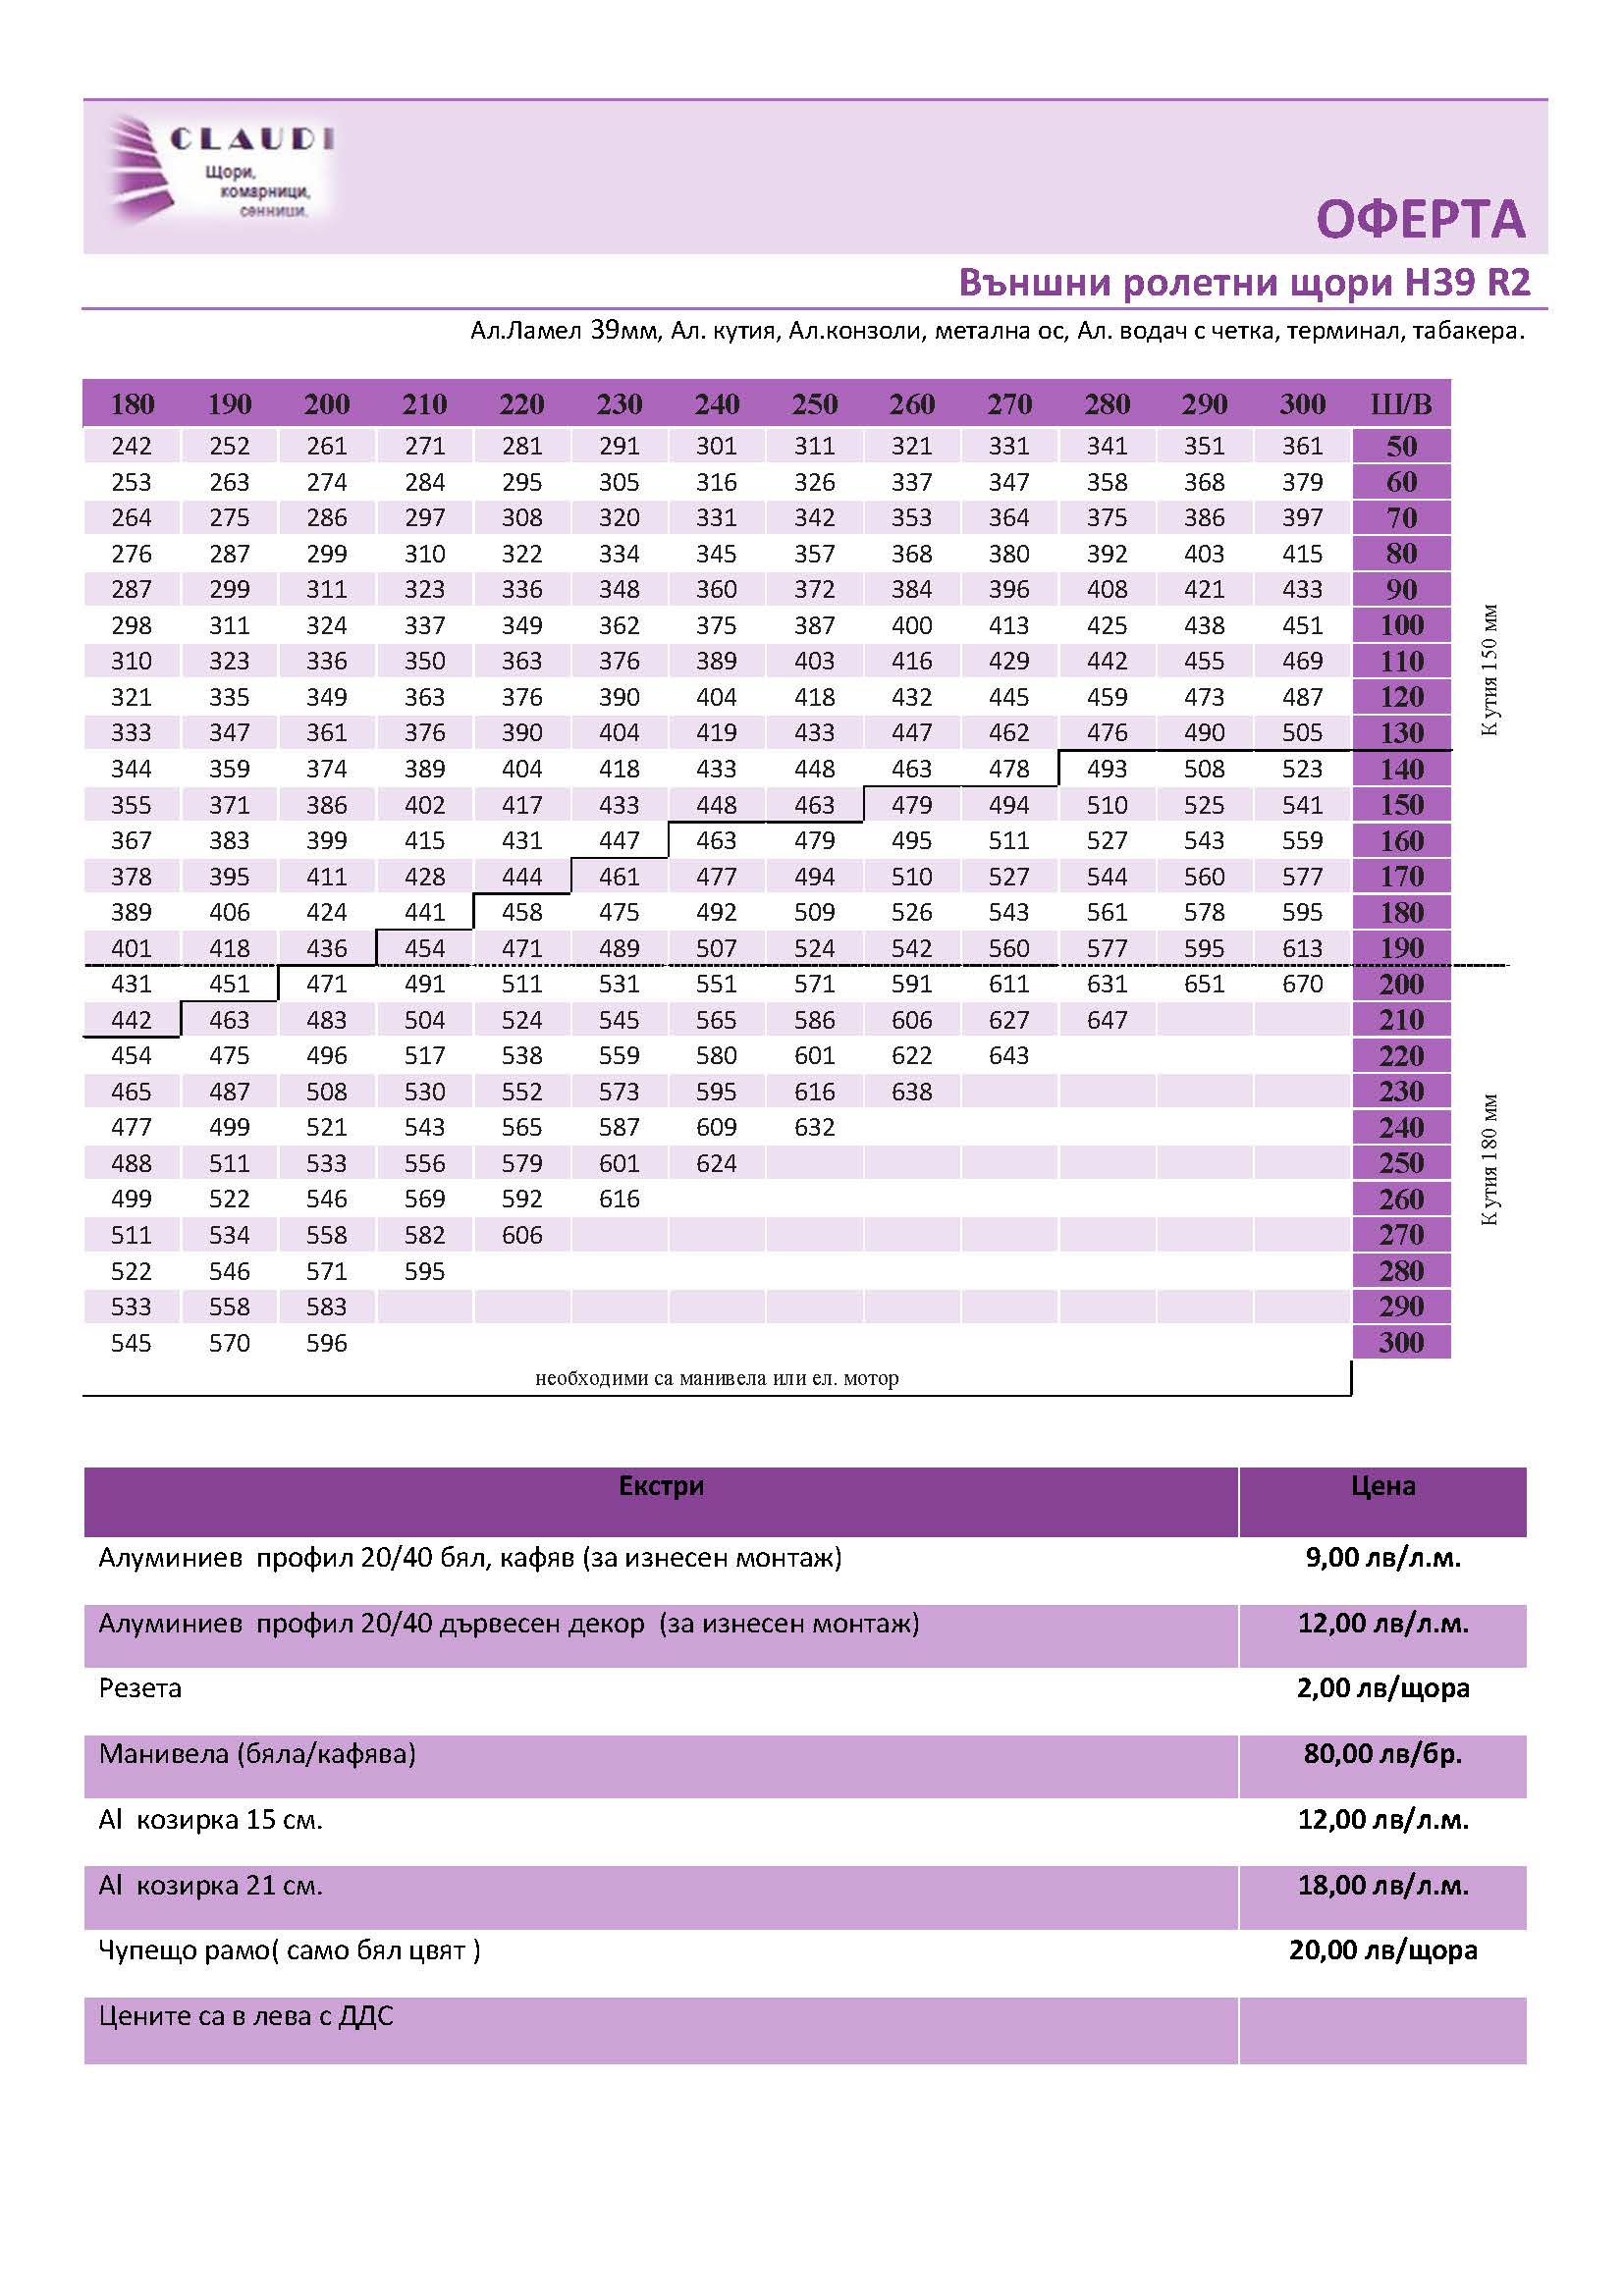 CLAUDI
Щори,
комарници,
сенници.
ОФЕРТА
Външни ролетни щори Н39 R2
Ал.Ламел 39мм, Ал. кутия, Ал.конзоли, метална ос, Ал. водач с четка, терминал, табакера.
180 190 200 210 220 230 240 250 260 270 280 290 300 Ш/В
242 252 261 271 281 291 301 311 321 331 341 351 361 50
253 263 274 284 295 305 316 326 337 347 358 368 379 60
264 275 286 297 308 320 331 342 353 364 375 386 397 70
276 287 299 310 322 334 345 357 368 380 392 403 415 80
287 299 311 323 336 348 360 372 384 396 408 421 433 90
298 311 324 337 349 362 375 387 400 413 425 438 451 100
310 323 336 350 363 376 389 403 416 429 442 455 469 110
321 335 349 363 376 390 404 418 432 445 459 473 487 120
333 347 361 376 390 404 419 433 447 462 476 490 505 130
Кутия 150 мм
344 359 374 389 404 418 433 448 463 478 493 508 523 140
355 371 386 402 417 433 448 463 479 494 510 525 541 150
367 383 399 415 431 447 463 479 495 511 527 543 559 160
378 395 411 428 444 461 477 494 510 527 544 560 577 170
389 406 424 441 458 475 492 509 526 543 561 578 595 180
401 418 436 454 471 489 507 524 542 560 577 595 613 190
431 451 471 491 511 531 551 571 591 611 631 651 670 200
442 463 483 504 524 545 565 586 606 627 647 210
454 475 496 517 538 559 580 601 622 643 220
465 487 508 530 552 573 595 616 638 230
477 499 521 543 565 587 609 632 240
488 511 533 556 579 601 624 250
499 522 546 569 592 616 260
Кутия 180 мм
511 534 558 582 606 270
522 546 571 595 280
533 558 583 290
545 570 596 300
необходими са манивела или ел. мотор
Екстри Цена
Алуминиев профил 20/40 бял, кафяв (за изнесен монтаж) 9,00 лв/л.м.
Алуминиев профил 20/40 дървесен декор (за изнесен монтаж) 12,00 лв/л.м.
Резета 2,00 лв/щора
Манивела (бяла/кафява) 80,00 лв/бр.
Al козирка 15 см. 12,00 лв/л.м.
Al козирка 21 см. 18,00 лв/л.м.
Чупещо рамо( само бял цвят ) 20,00 лв/щора
Цените са в лева с ДДС